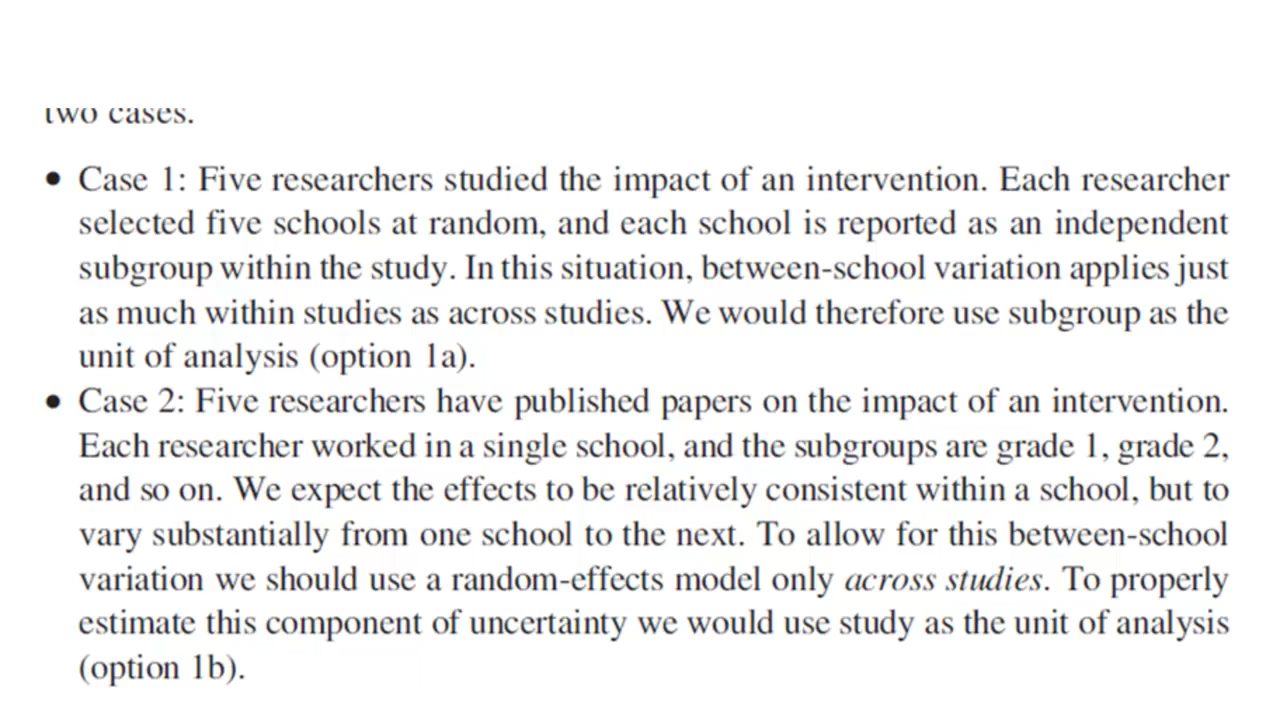 two cases.
• Case 1: Five researchers studied the impact of an intervention. Each researcher
selected five schools at random, and each school is reported as an independent
subgroup within the study. In this situation, between-school variation applies just
as much within studies as across studies. We would therefore use subgroup as the
unit of analysis (option 1a).
• Case 2: Five researchers have published papers on the impact of an intervention.
Each researcher worked in a single school, and the subgroups are grade 1, grade 2,
and so on. We expect the effects to be relatively consistent within a school, but to
vary substantially from one school to the next. To allow for this between-school
variation we should use a random-effects model only across studies. To properly
estimate this component of uncertainty we would use study as the unit of analysis
(option 1b).